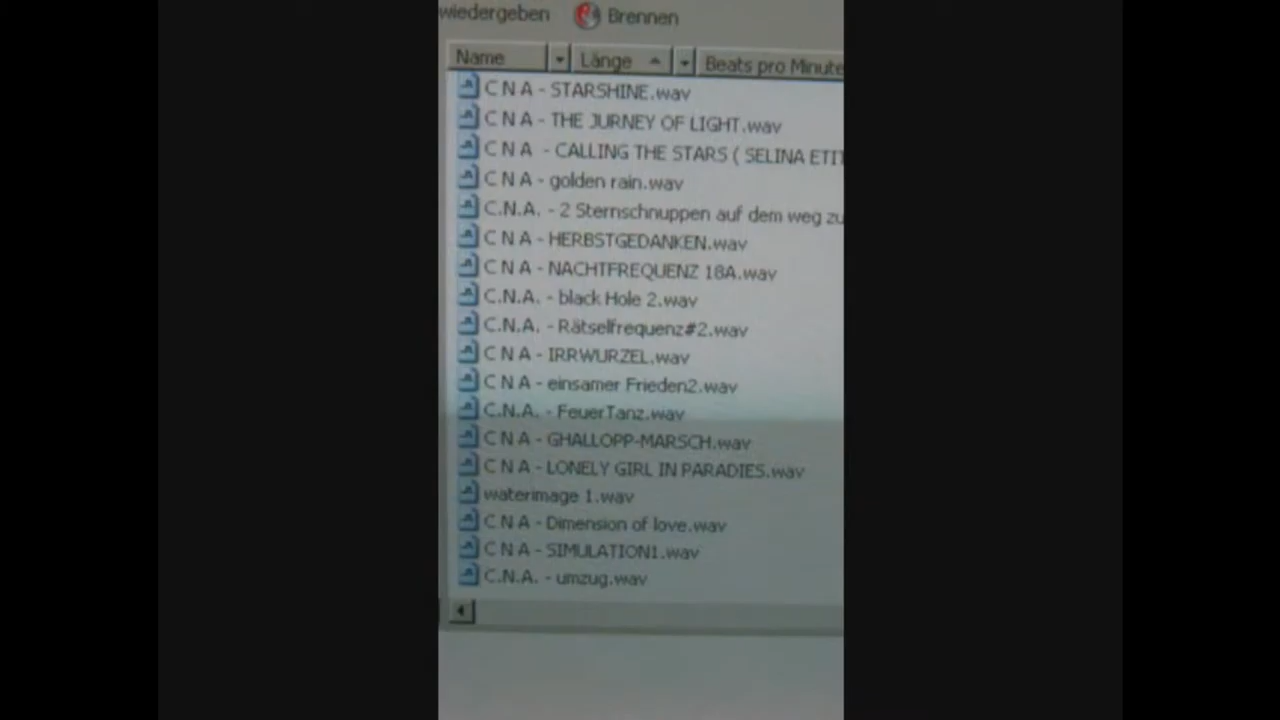 wiedergeben Brennen
Name Länge Beats pro Minute
C N A - STARSHINE.wav
C N A - THE JURNEY OF LIGHT.wav
C N A - CALLING THE STARS ( SELINA ETIT
C N A - golden rain.wav
C.N.A. - 2 Sternschnuppen auf dem weg zu
C N A - HERBSTGEDANKEN.wav
C N A - NACHTFREQUENZ 18A.wav
C.N.A. - black Hole 2.wav
C.N.A. - Rätselfrequenz#2.wav
C N A - IRRWURZEL.wav
C N A - einsamer Frieden2.wav
C.N.A. - FeuerTanz.wav
C N A - GHALLOPP-MARSCH.wav
C N A - LONELY GIRL IN PARADIES.wav
waterimage 1.wav
C N A - Dimension of love.wav
C N A - SIMULATION1.wav
C.N.A. - umzug.wav